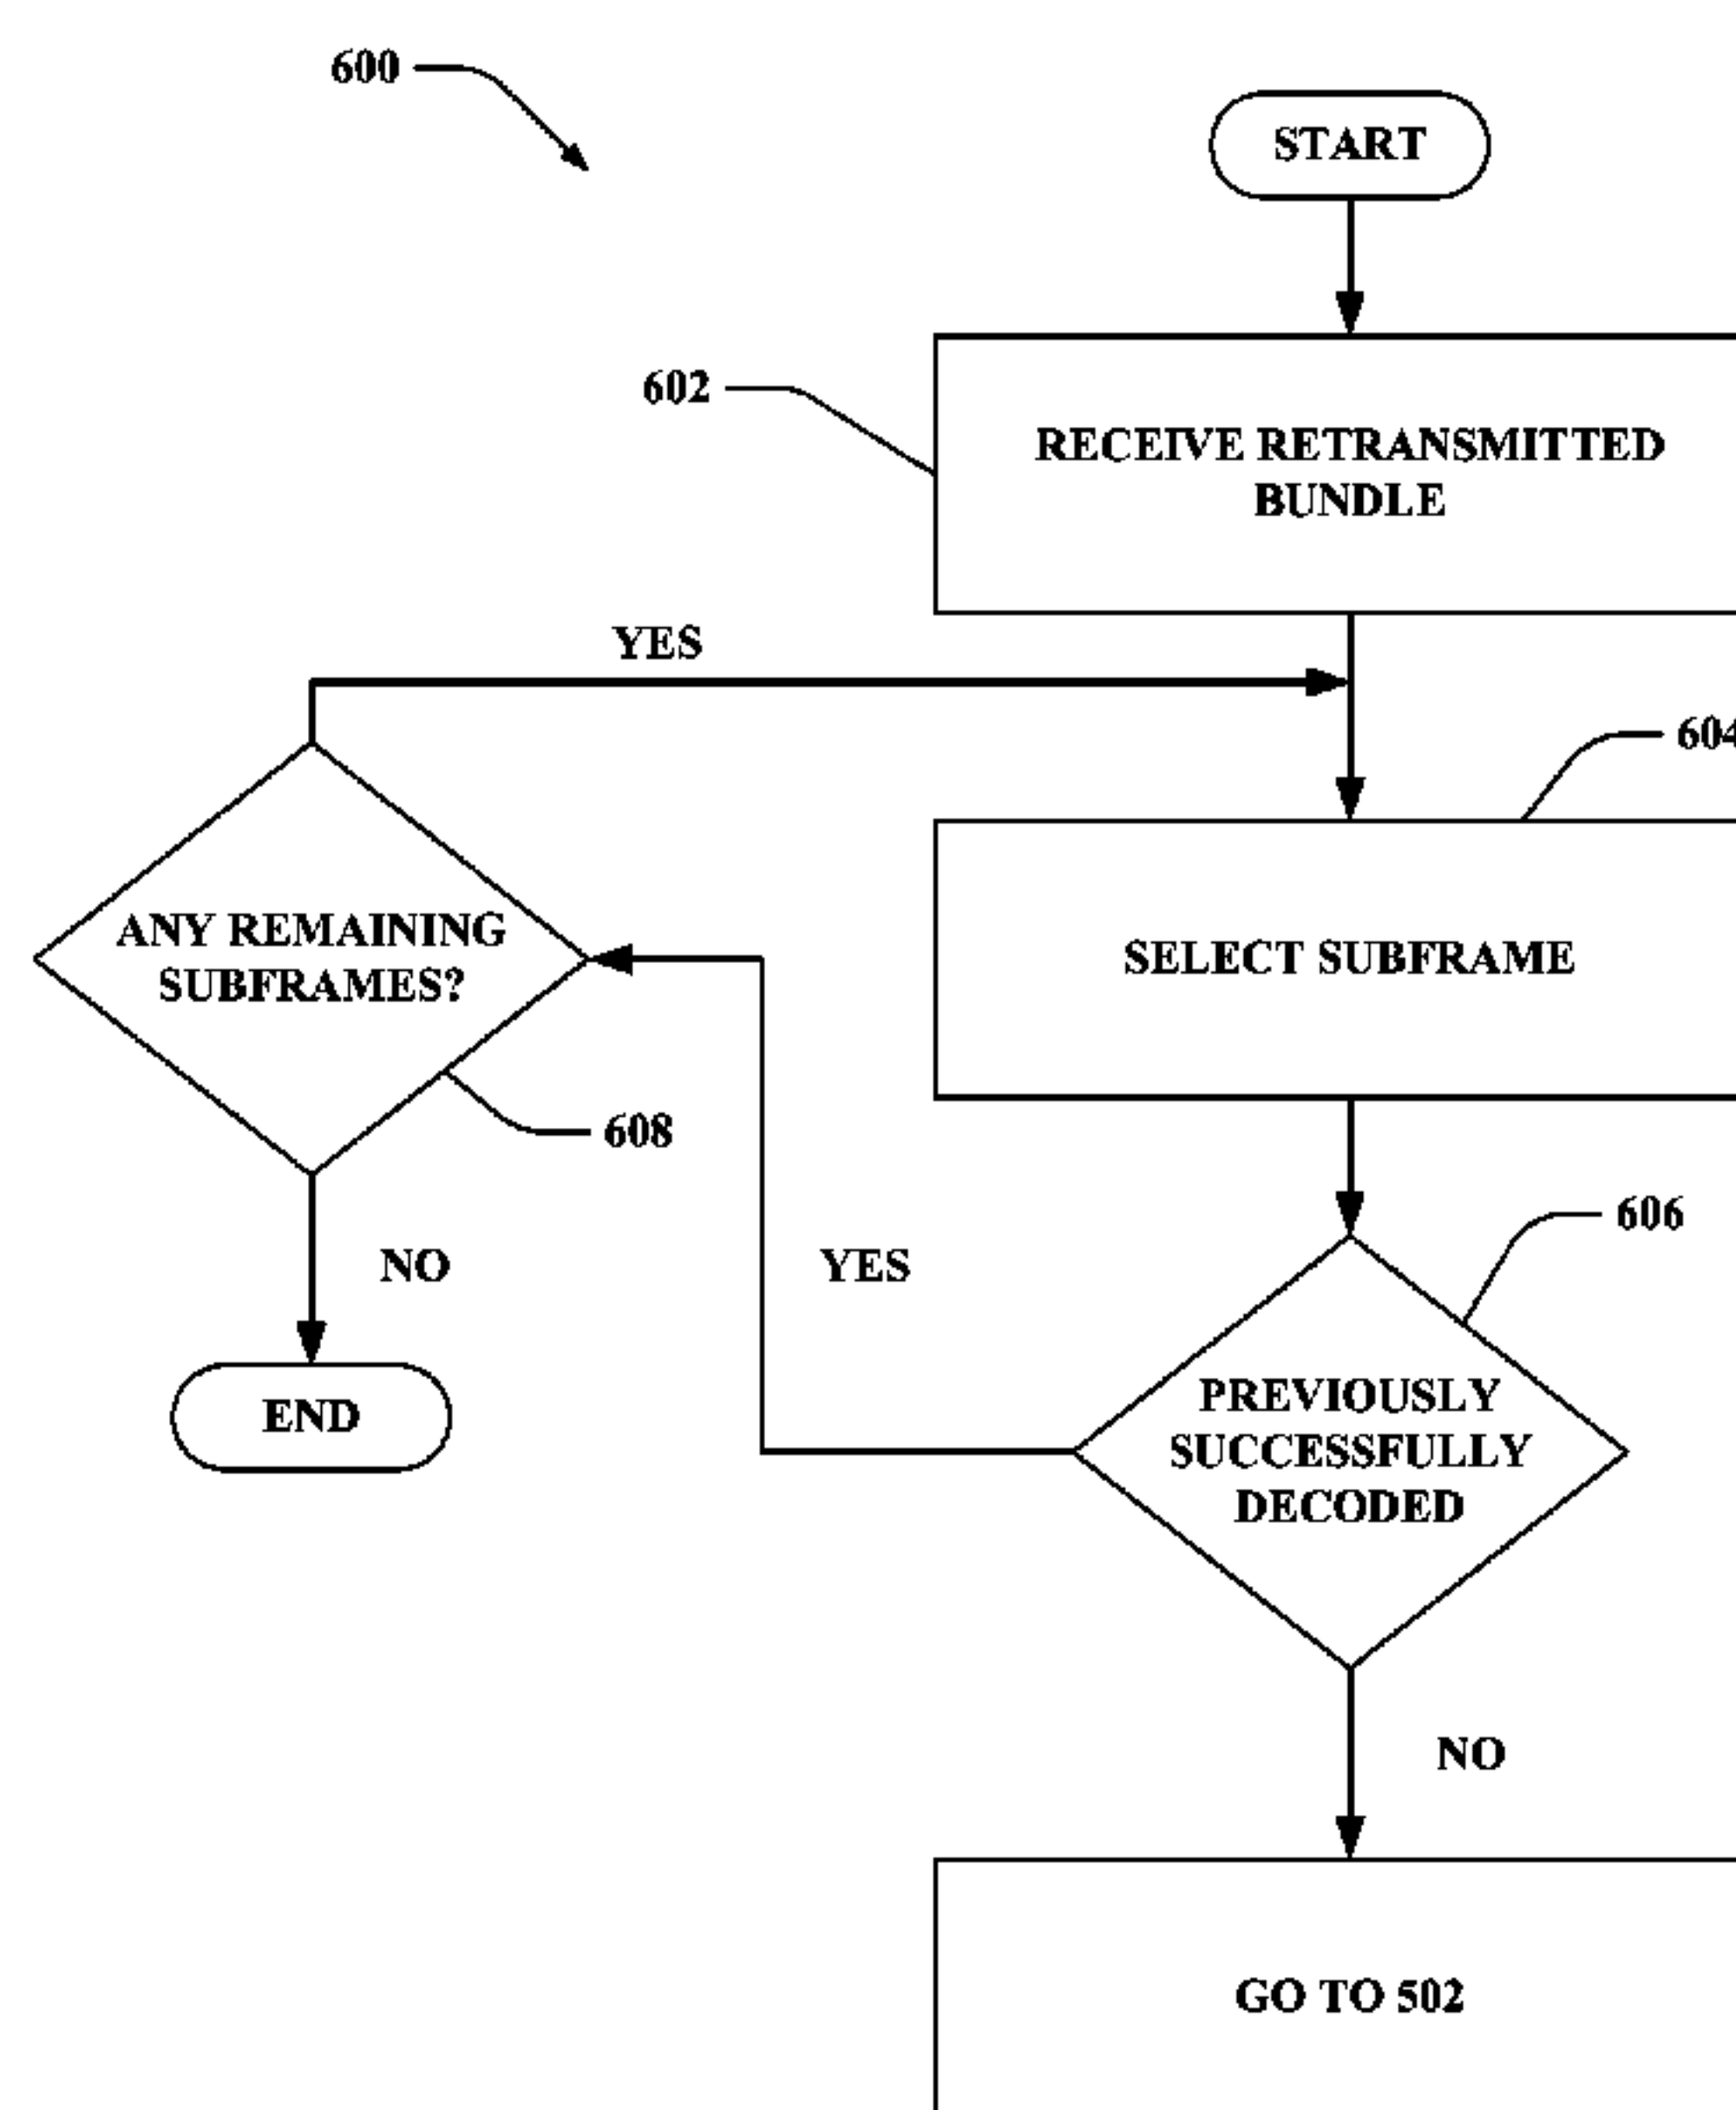 600
START
602
RECEIVE RETRANSMITTED
BUNDLE
YES
604
ANY REMAINING
SUBFRAMES?
SELECT SUBFRAME
608
606
NO
YES
PREVIOUSLY
SUCCESSFULLY
DECODED
END
NO
GO TO 502